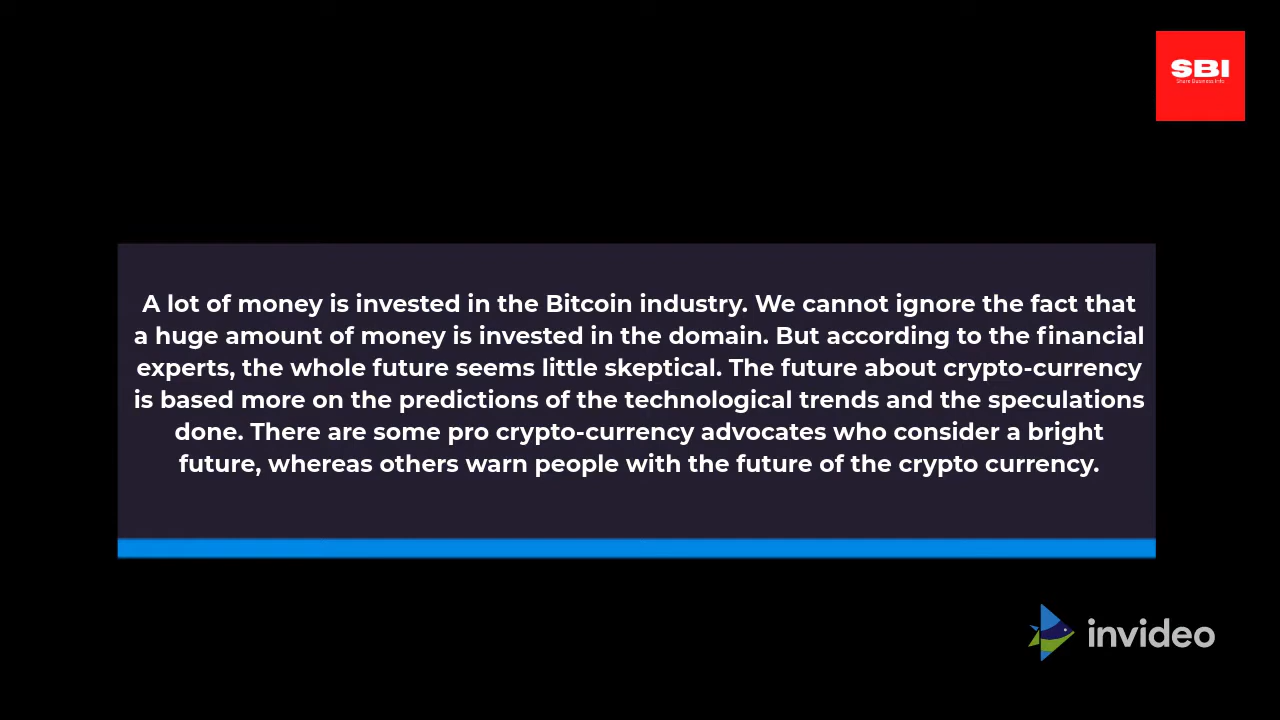 SBI
Share Business Info
A lot of money is invested in the Bitcoin industry. We cannot ignore the fact that
a huge amount of money is invested in the domain. But according to the financial
experts, the whole future seems little skeptical. The future about crypto-currency
is based more on the predictions of the technological trends and the speculations
done. There are some pro crypto-currency advocates who consider a bright
future, whereas others warn people with the future of the crypto currency.
invideo